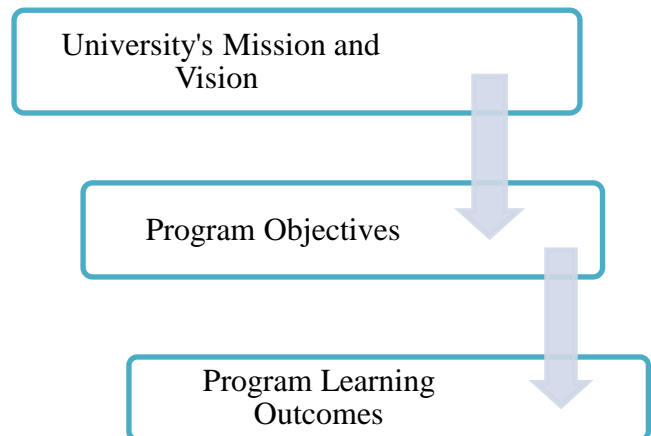 University's Mission and
Vision
Program Objectives
Program Learning
Outcomes